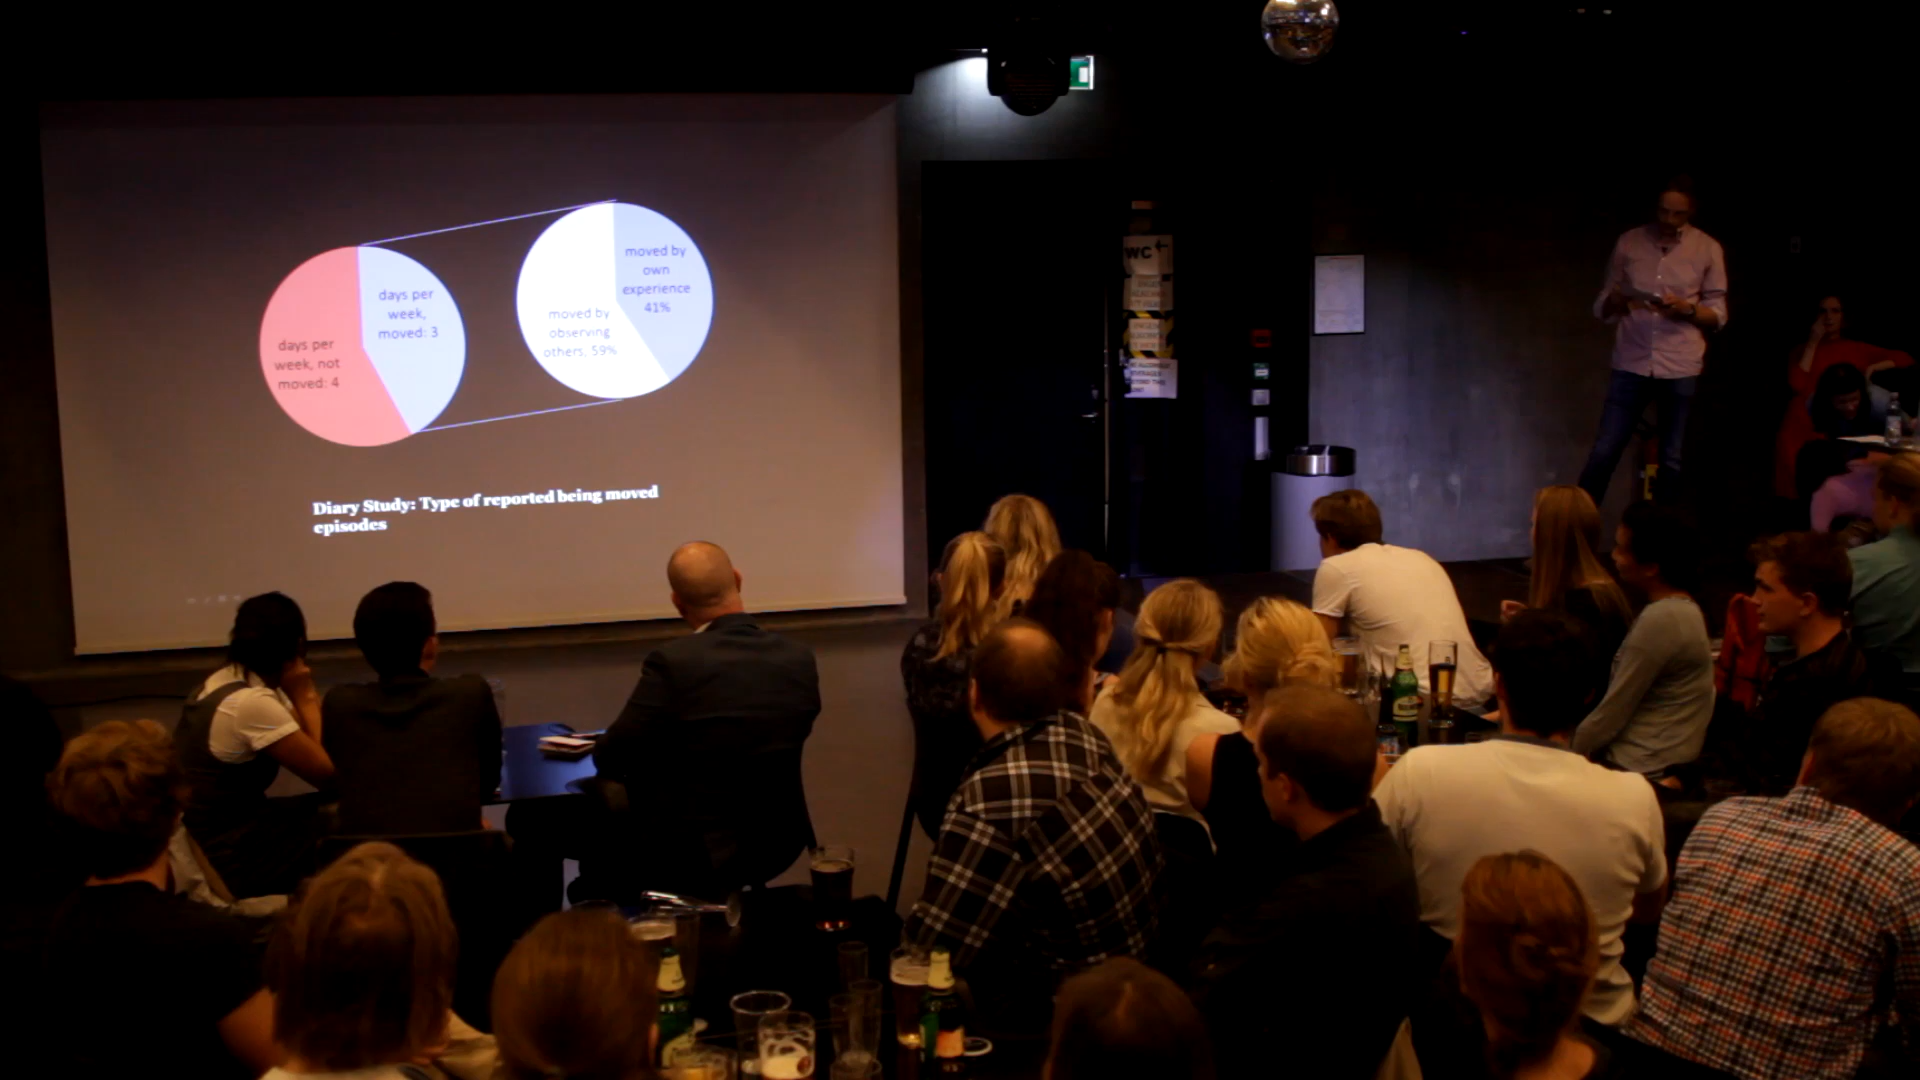 days per
week, not
moved: 4
days per
week,
moved: 3
moved by
observing
others, 59%
moved by
own
experience
41%
Diary Study: Type of reported being moved
episodes
WC